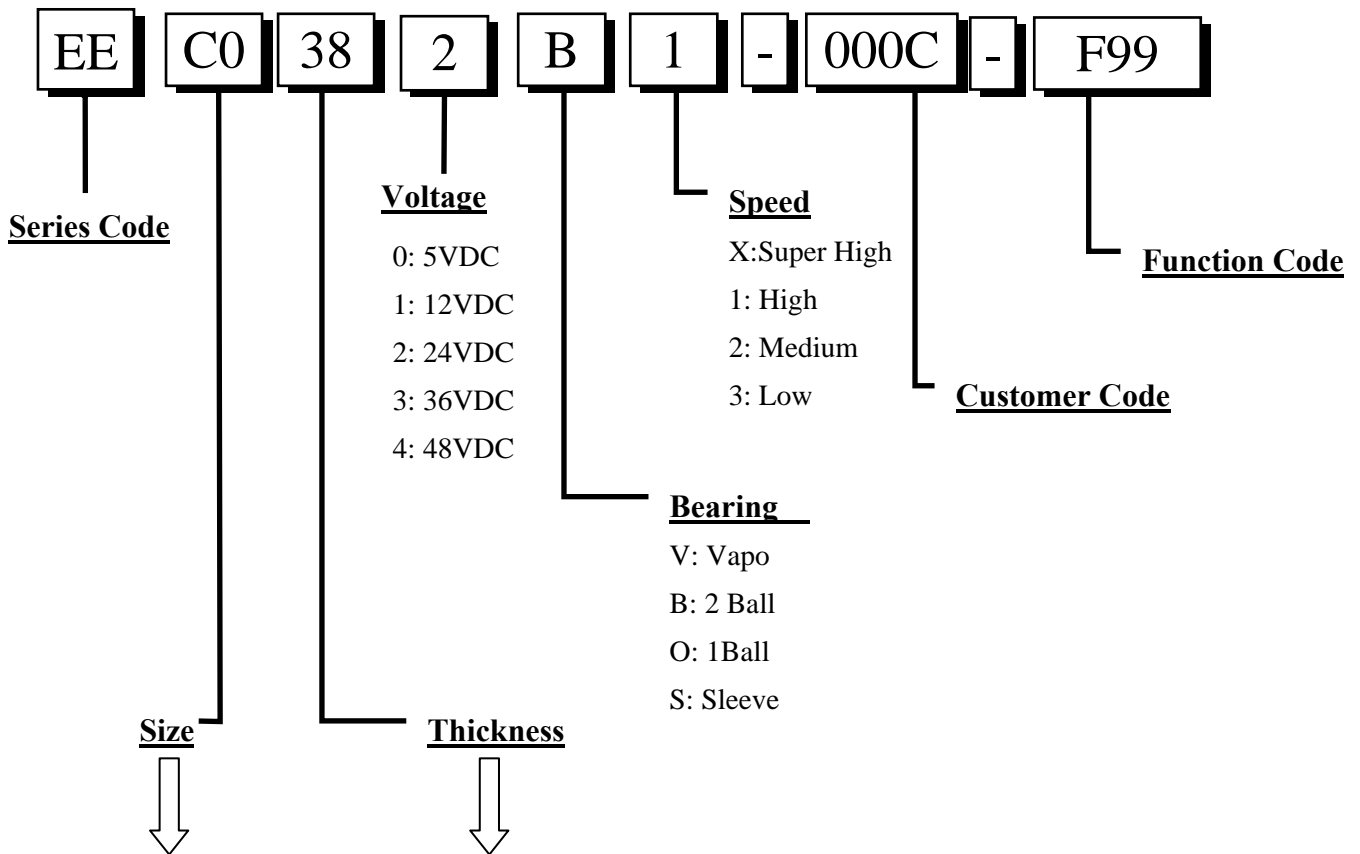 EE C0 38 2 B 1 - 000C - F99
Series Code
Voltage
0: 5VDC
1: 12VDC
2: 24VDC
3: 36VDC
4: 48VDC
Speed
X:Super High
1: High
2: Medium
3: Low
Function Code
Customer Code
Bearing
V: Vapo
B: 2 Ball
O: 1Ball
S: Sleeve
Size
Thickness